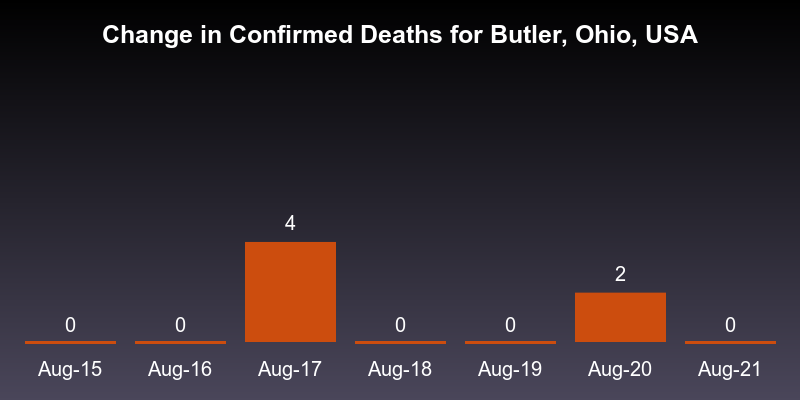 Change in Confirmed Deaths for Butler, Ohio, USA
4
2
0 0 0 0 0
Aug-15 Aug-16 Aug-17 Aug-18 Aug-19 Aug-20 Aug-21